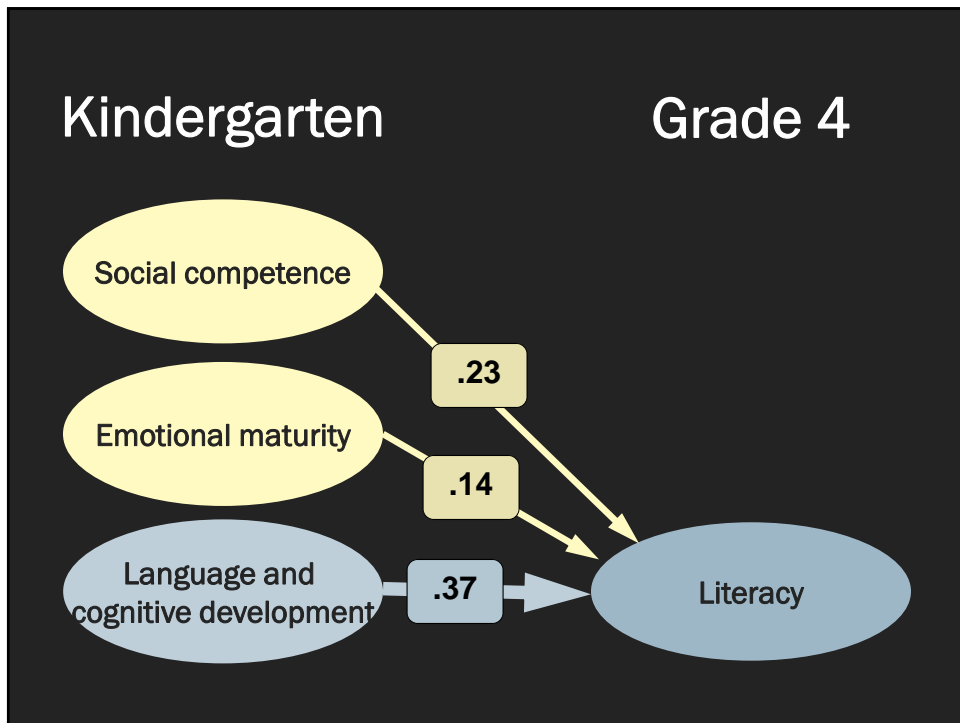 Kindergarten
Grade 4
Social competence
.23
Emotional maturity
.14
Language and
cognitive development
.37
Literacy